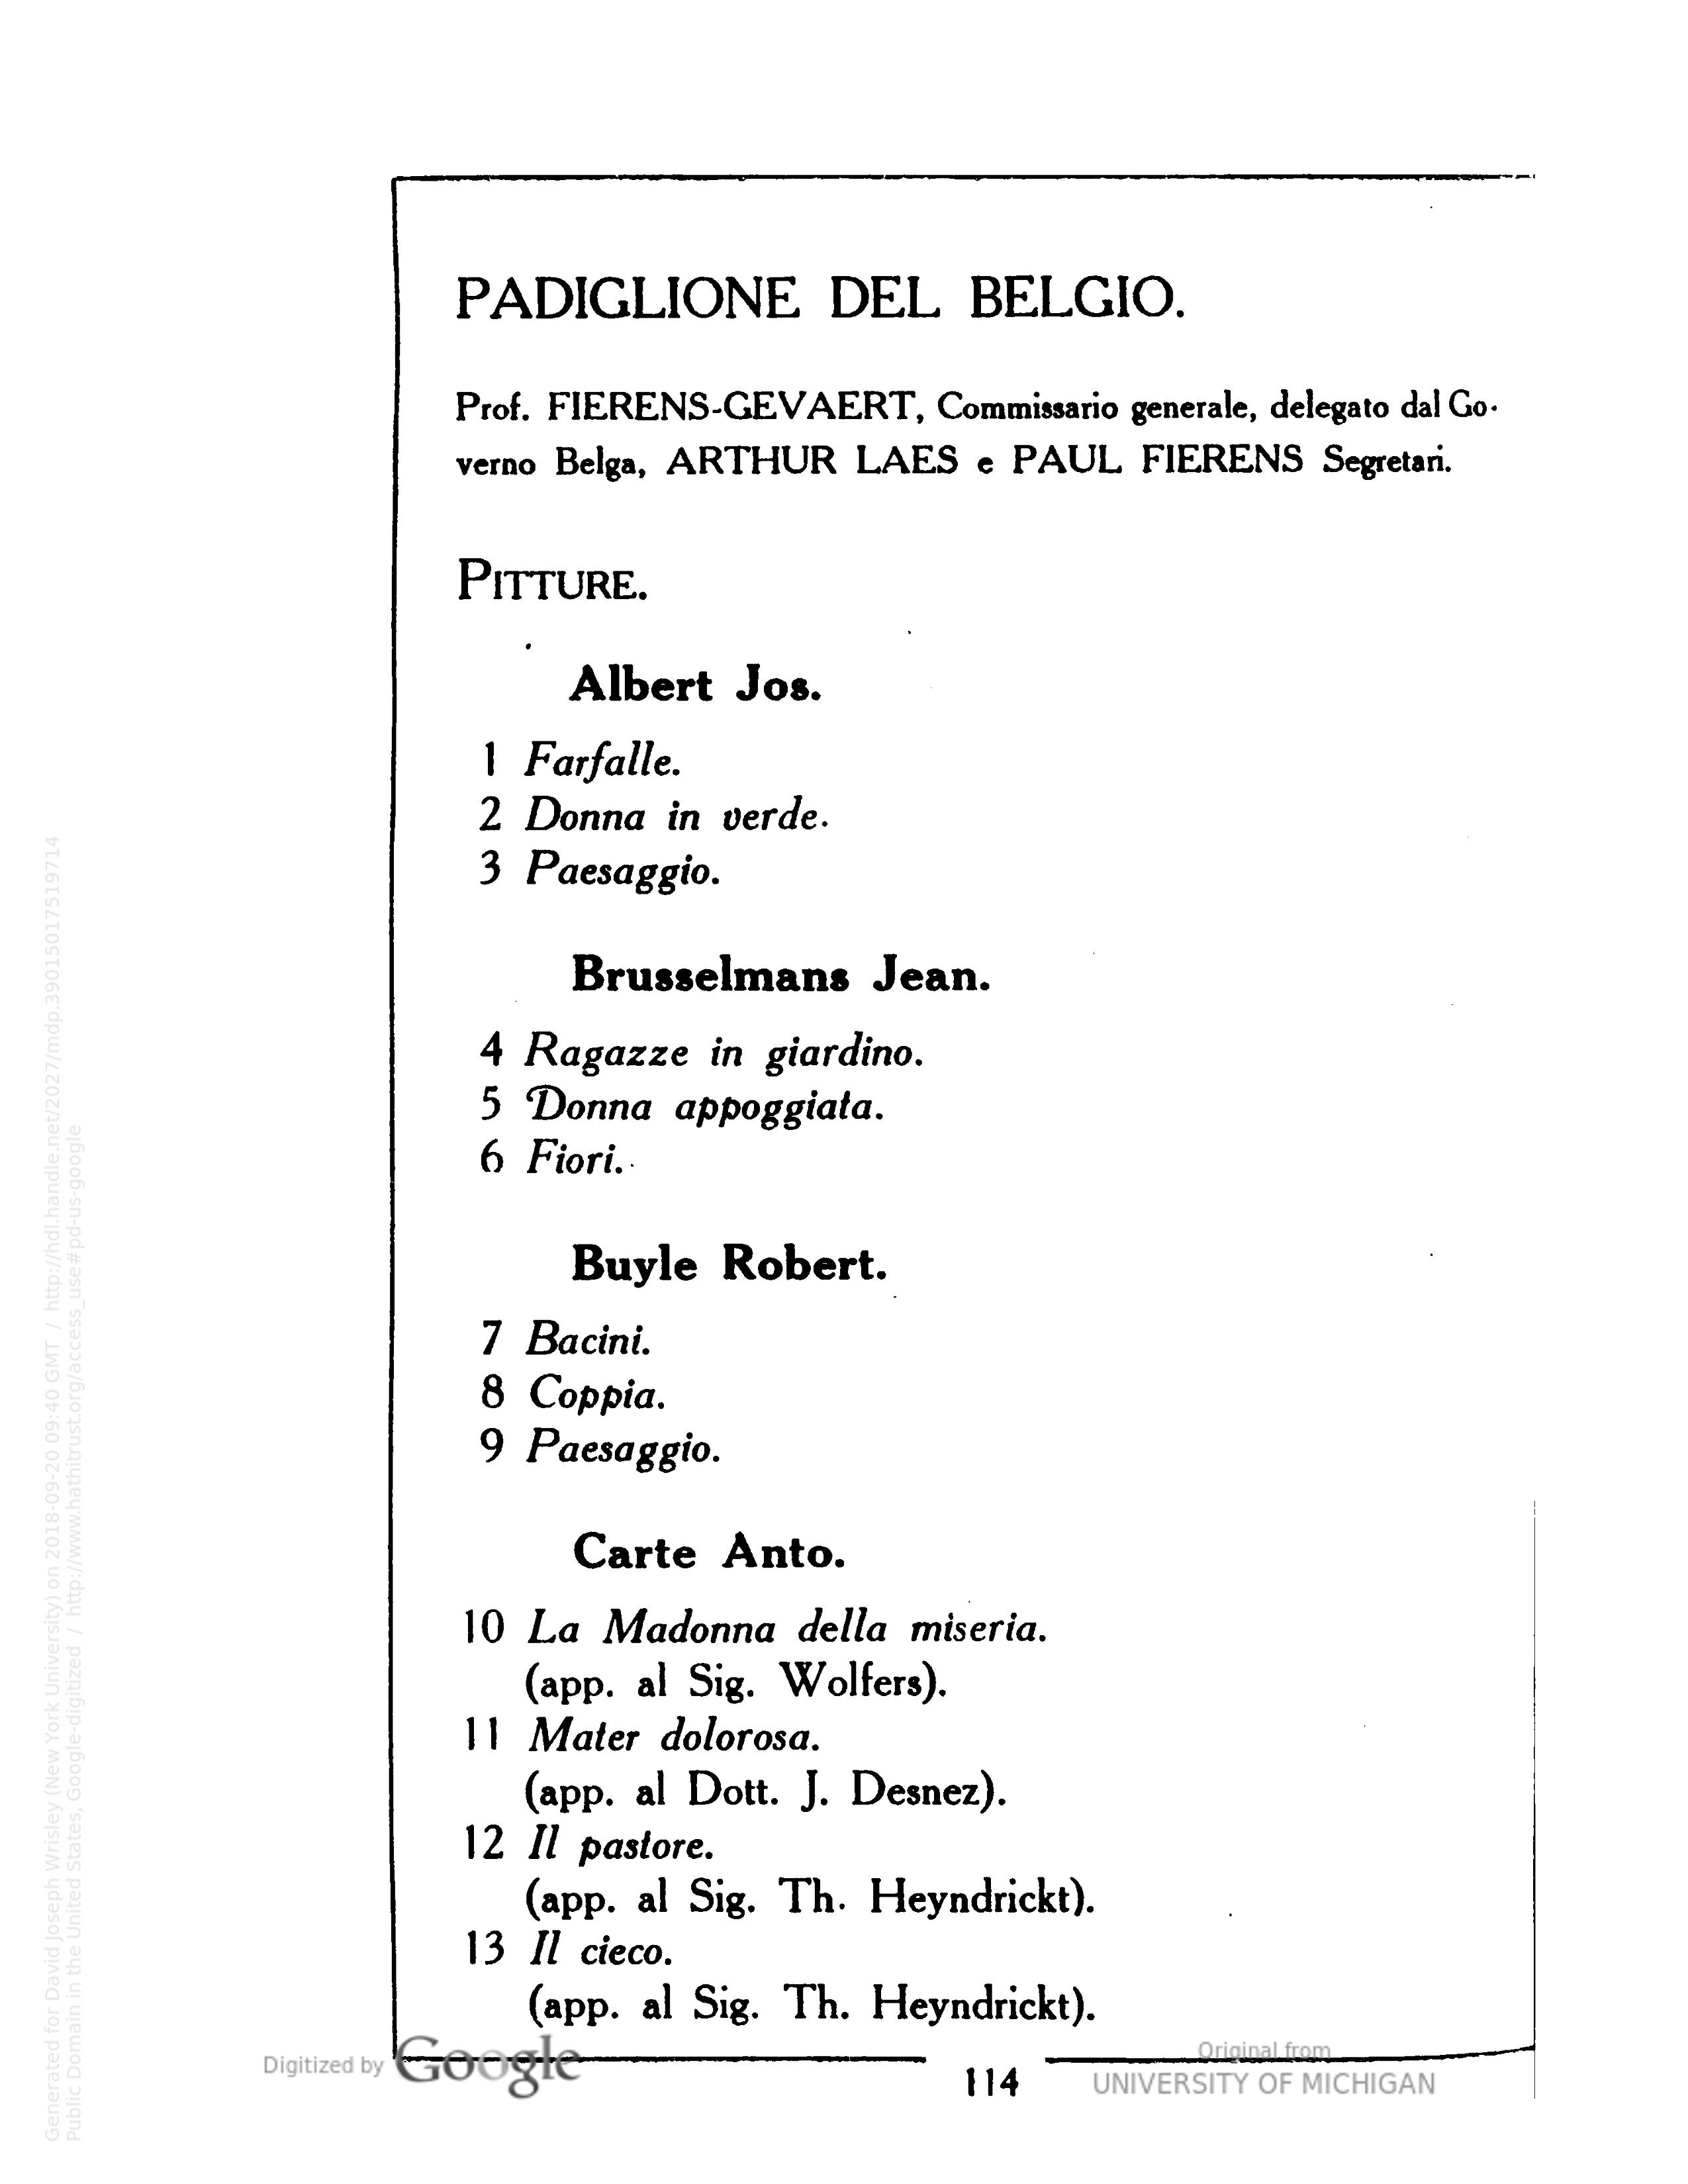 PADIGLIONE DEL BELGIO.
Prof. FIERENS-GEVAERT, Commissario generale, delegato dal Go-
verno Belga, ARTHUR LAES e PAUL FIERENS Segretari.
PITTURE.
Albert Jos.
1 Farfalle.
2 Donna in verde.
3 Paesaggio.
Brusselmans Jean.
4 Ragazze in giardino.
5 Donna appoggiata.
6 Fiori.
Buyle Robert.
7 Bacini.
8 Coppia.
9 Paesaggio.
Carte Anto.
10 La Madonna della miseria.
(app. al Sig. Wolfers).
11 Mater dolorosa.
(app. al Dott. J. Desnez).
12 Il pastore.
(app. al Sig. Th. Heyndrickt).
13 Il cieco.
(app. al Sig. Th. Heyndrickt).
114
Digitized by Google
Original from
UNIVERSITY OF MICHIGAN
Generated for David Joseph Wrisley (New York University) on 2018-09-20 09:40 GMT / http://hdl.handle.net/2027/mdp.39015017519714
Public Domain in the United States, Google-digitized / http://www.hathitrust.org/access_use#pd-us-google